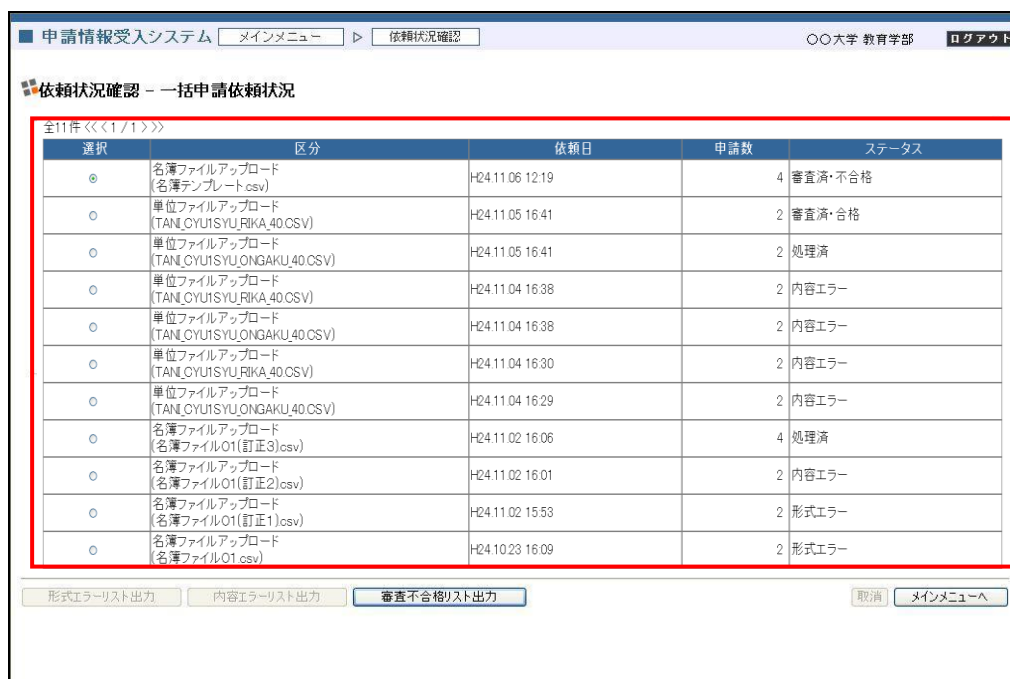 ■ 申請情報受入システム メインメニュー ▷ 依頼状況確認 〇〇大学 教育学部 ログアウト
依頼状況確認 － 一括申請依頼状況
全11件 << < 1 / 1 > >>
選択 区分 依頼日 申請数 ステータス
名簿ファイルアップロード
(名簿テンプレート.csv) H24.11.06 12:19 4 審査済・不合格
単位ファイルアップロード
(TANI_CYU1SYU_RIKA_40.CSV) H24.11.05 16:41 2 審査済・合格
単位ファイルアップロード
(TANI_CYU1SYU_ONGAKU_40.CSV) H24.11.05 16:41 2 処理済
単位ファイルアップロード
(TANI_CYU1SYU_RIKA_40.CSV) H24.11.04 16:38 2 内容エラー
単位ファイルアップロード
(TANI_CYU1SYU_ONGAKU_40.CSV) H24.11.04 16:38 2 内容エラー
単位ファイルアップロード
(TANI_CYU1SYU_RIKA_40.CSV) H24.11.04 16:30 2 内容エラー
単位ファイルアップロード
(TANI_CYU1SYU_ONGAKU_40.CSV) H24.11.04 16:29 2 内容エラー
名簿ファイルアップロード
(名簿ファイル01(訂正3).csv) H24.11.02 16:06 4 処理済
名簿ファイルアップロード
(名簿ファイル01(訂正2).csv) H24.11.02 16:01 2 内容エラー
名簿ファイルアップロード
(名簿ファイル01(訂正1).csv) H24.11.02 15:53 2 形式エラー
名簿ファイルアップロード
(名簿ファイル01.csv) H24.10.23 16:09 2 形式エラー
形式エラーリスト出力 内容エラーリスト出力 審査不合格リスト出力 取消 メインメニューへ